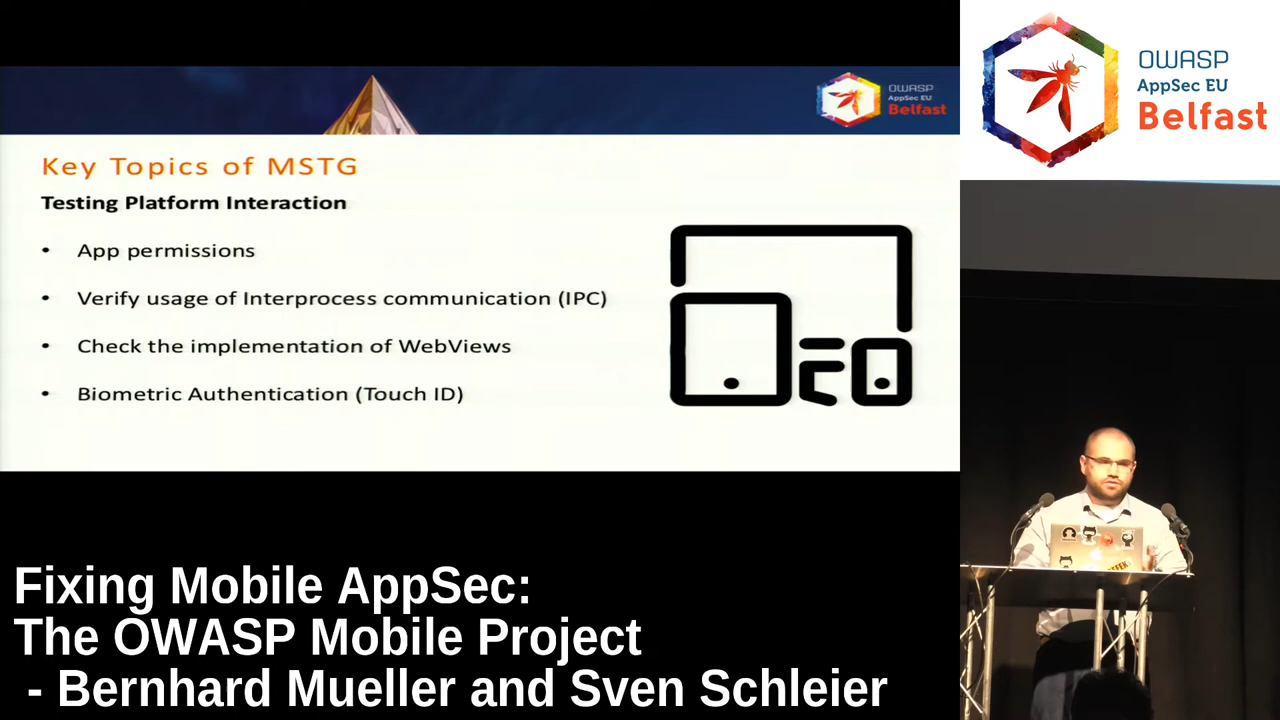 OWASP
AppSec EU
Belfast
Key Topics of MSTG
Testing Platform Interaction
• App permissions
• Verify usage of Interprocess communication (IPC)
• Check the implementation of WebViews
• Biometric Authentication (Touch ID)
OWASP
AppSec EU
Belfast
Fixing Mobile AppSec:
The OWASP Mobile Project
- Bernhard Mueller and Sven Schleier